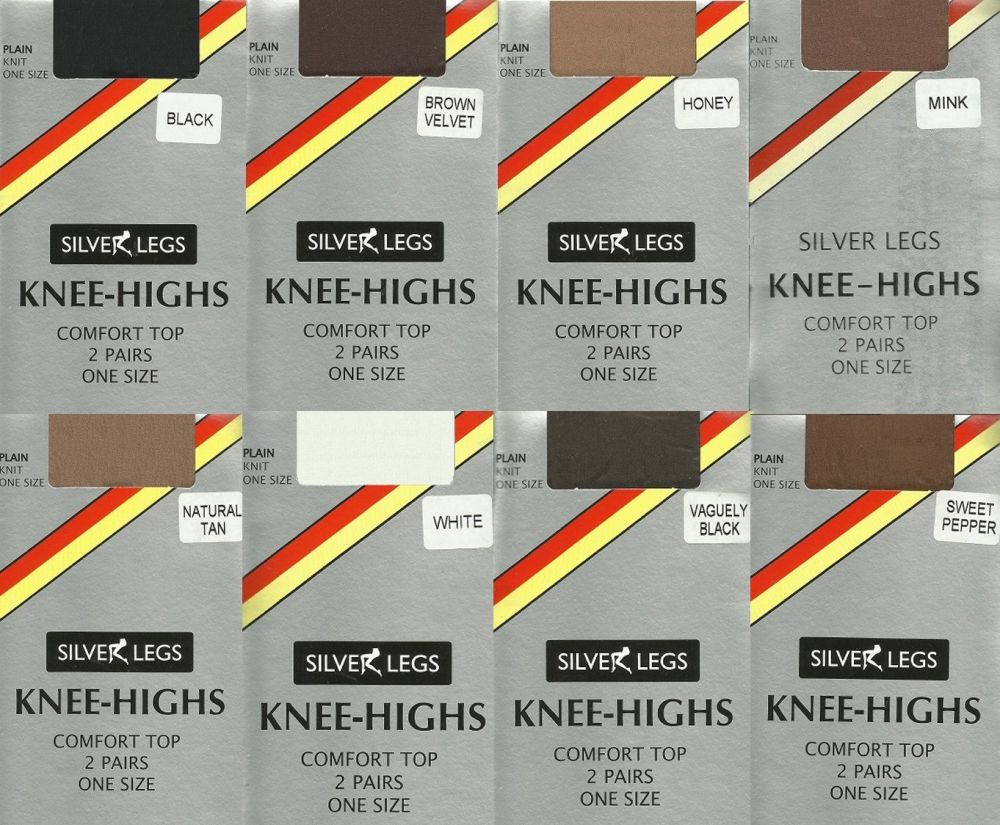 PLAIN
KNIT
ONE SIZE
BLACK
SILVER LEGS
KNEE-HIGHS
COMFORT TOP
2 PAIRS
ONE SIZE
PLAIN
KNIT
ONE SIZE
BROWN
VELVET
SILVER LEGS
KNEE-HIGHS
COMFORT TOP
2 PAIRS
ONE SIZE
PLAIN
KNIT
ONE SIZE
HONEY
SILVER LEGS
KNEE-HIGHS
COMFORT TOP
2 PAIRS
ONE SIZE
PLAIN
KNIT
ONE SIZE
MINK
SILVER LEGS
KNEE-HIGHS
COMFORT TOP
2 PAIRS
ONE SIZE
PLAIN
KNIT
ONE SIZE
NATURAL
TAN
SILVER LEGS
KNEE-HIGHS
COMFORT TOP
2 PAIRS
ONE SIZE
PLAIN
KNIT
ONE SIZE
WHITE
SILVER LEGS
KNEE-HIGHS
COMFORT TOP
2 PAIRS
ONE SIZE
PLAIN
KNIT
ONE SIZE
VAGUELY
BLACK
SILVER LEGS
KNEE-HIGHS
COMFORT TOP
2 PAIRS
ONE SIZE
PLAIN
KNIT
ONE SIZE
SWEET
PEPPER
SILVER LEGS
KNEE-HIGHS
COMFORT TOP
2 PAIRS
ONE SIZE